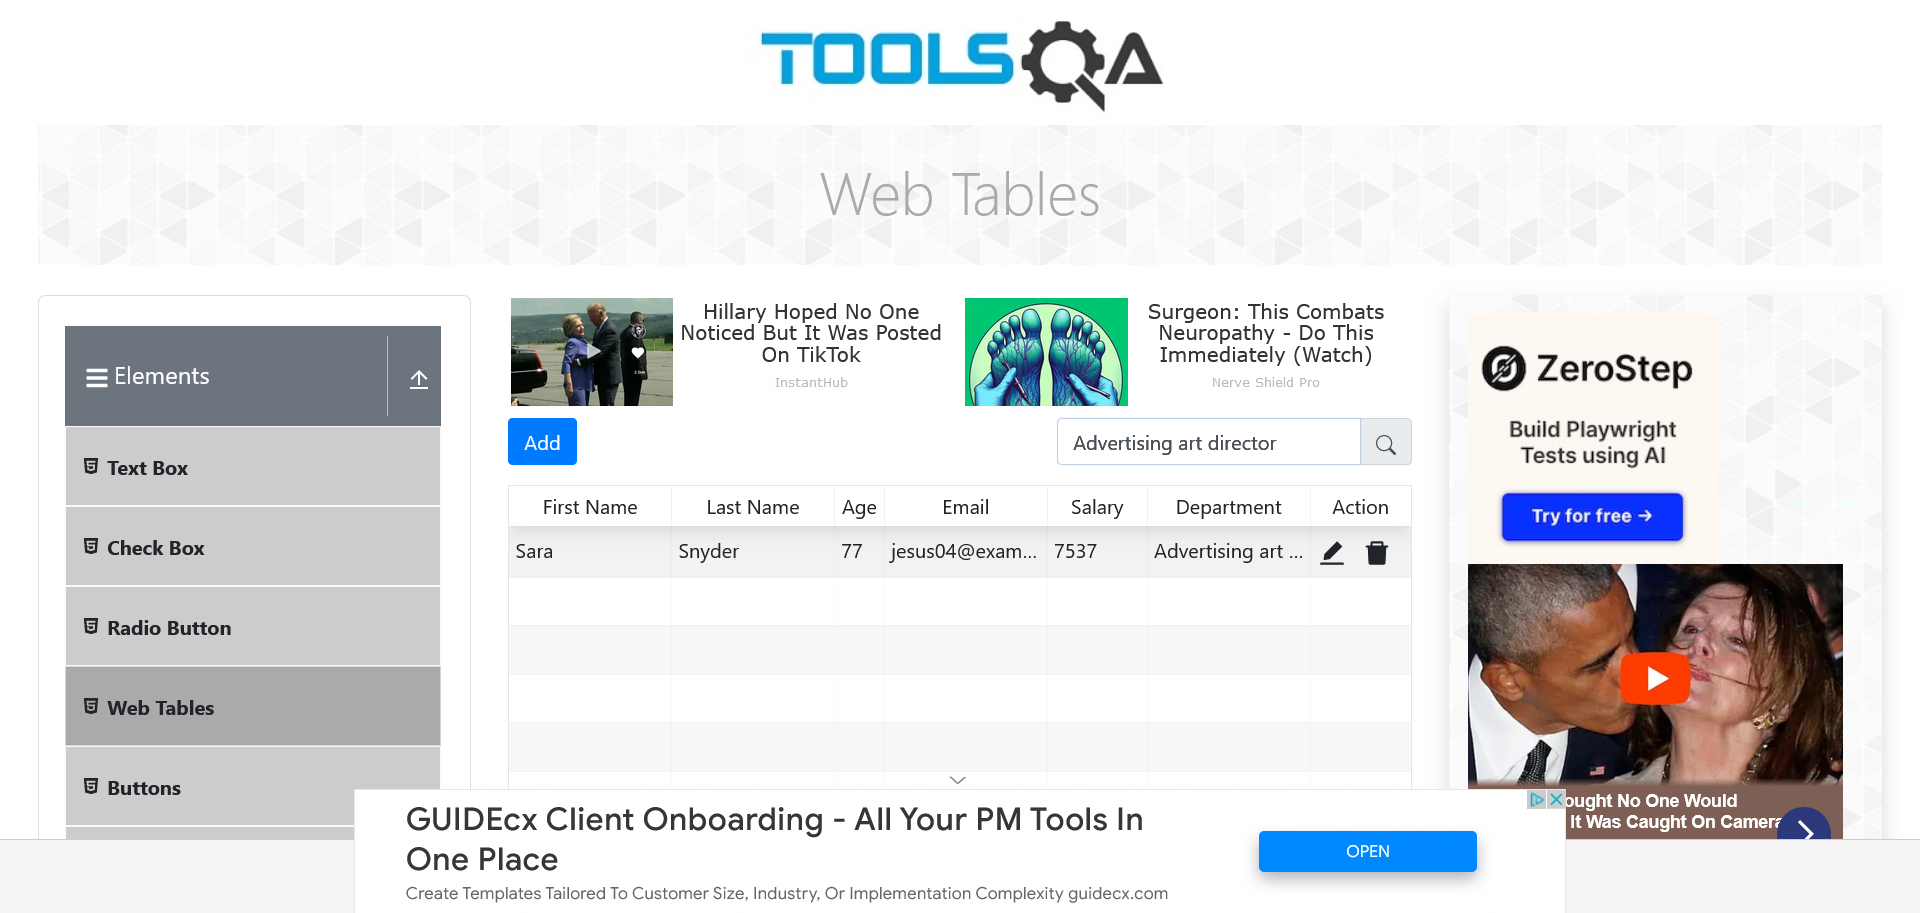 TOOLSQA
Web Tables
Elements
Text Box
Check Box
Radio Button
Web Tables
Buttons
Hillary Hoped No One
Noticed But It Was Posted
On TikTok
InstantHub
Surgeon: This Combats
Neuropathy - Do This
Immediately (Watch)
Nerve Shield Pro
Add
Advertising art director
First Name Last Name Age Email Salary Department Action
Sara Snyder 77 jesus04@exam... 7537 Advertising art ...
ZeroStep
Build Playwright
Tests using AI
Try for free →
ought No One Would
It Was Caught On Camera
GUIDEcx Client Onboarding - All Your PM Tools In
One Place
Create Templates Tailored To Customer Size, Industry, Or Implementation Complexity guidecx.com
OPEN